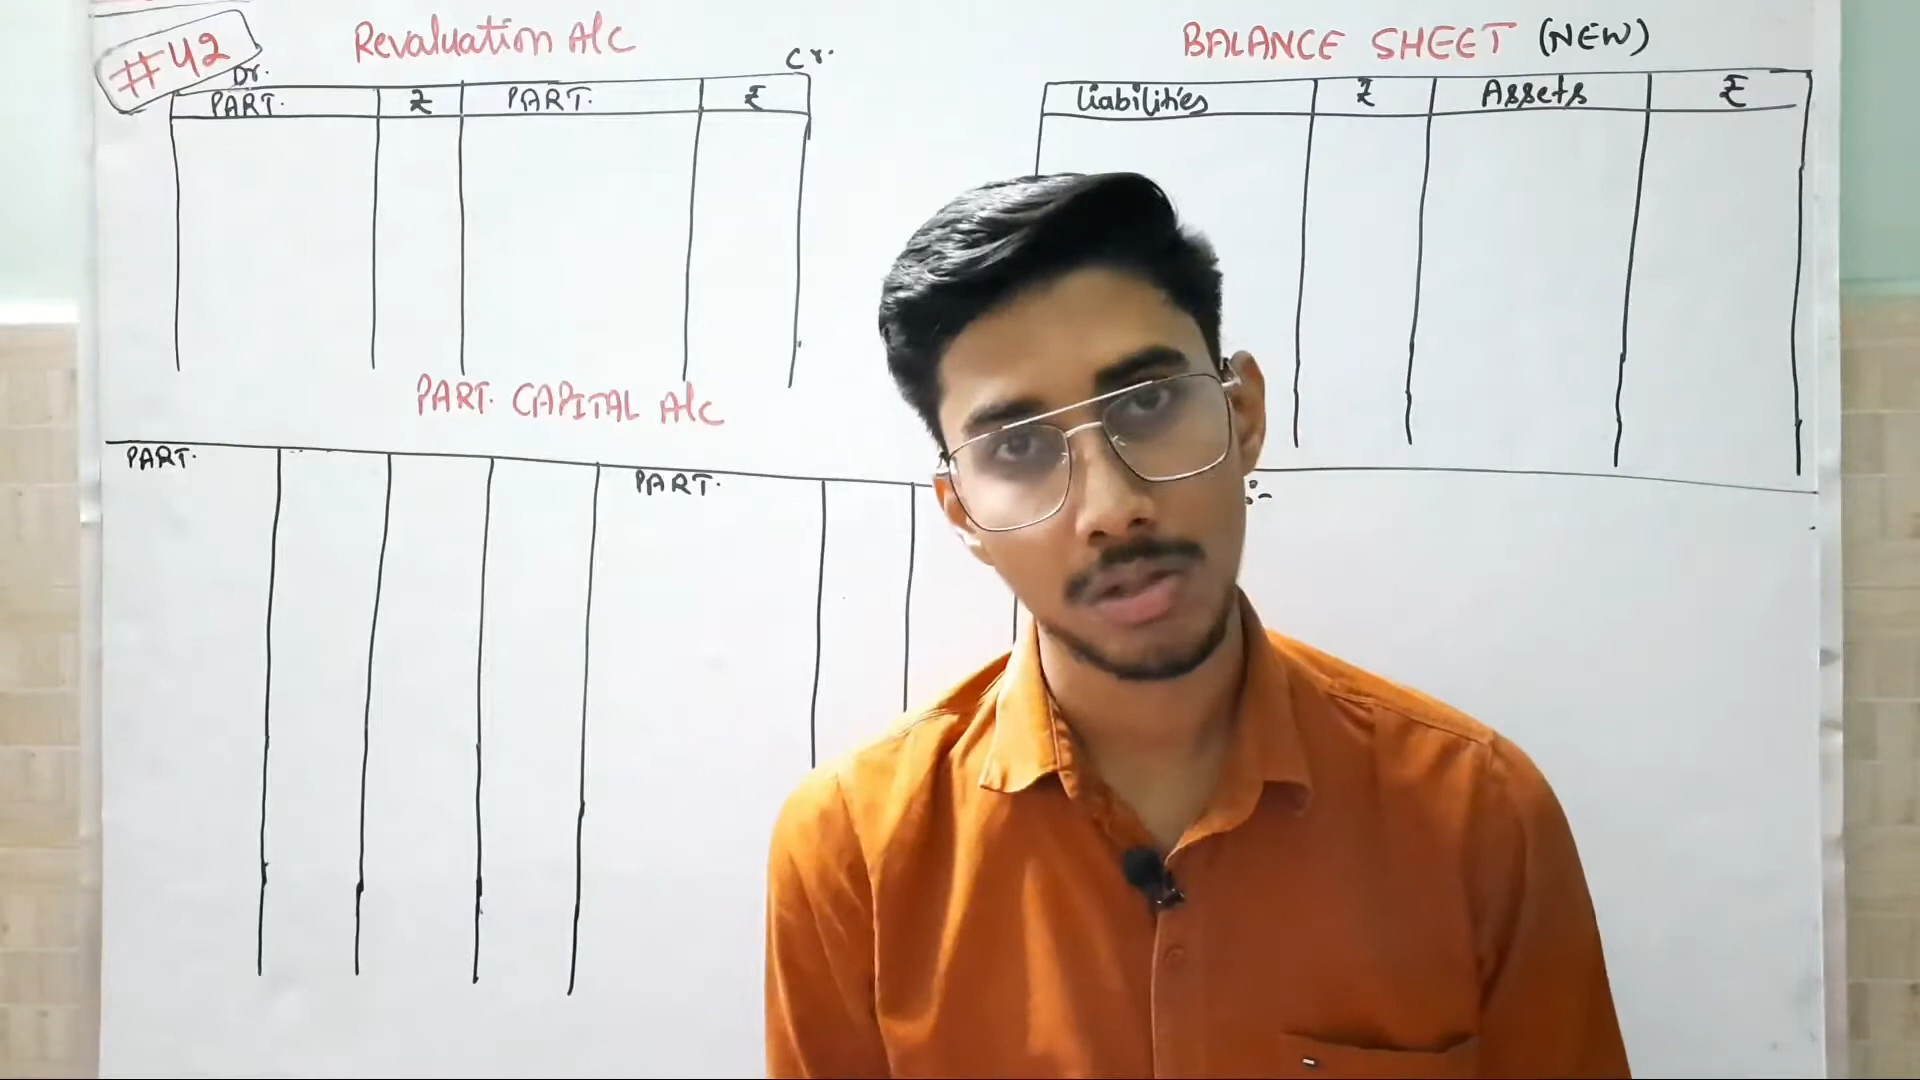 #42
Revaluation A/c
Dr.
Cr.
PART. ₹ PART. ₹
PART. CAPITAL A/c
PART. PART.
BALANCE SHEET (NEW)
Liabilities ₹ Assets ₹
:-